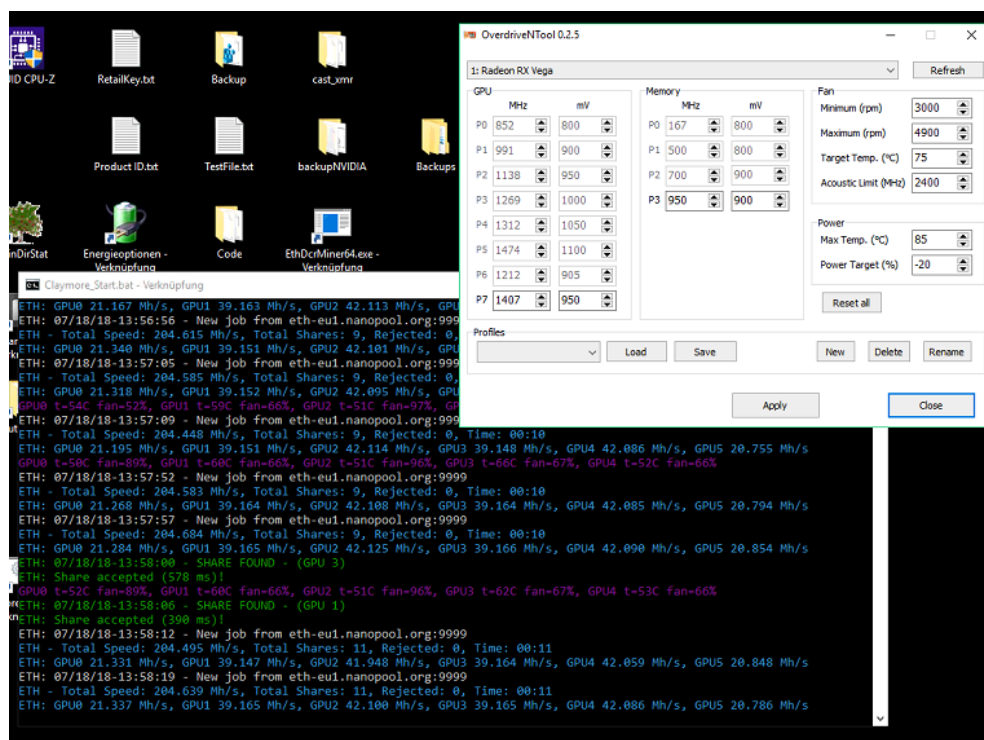 ID CPU-Z
RetailKey.txt
Backup
cast_xmr
Product ID.txt
TestFile.txt
backupNVIDIA
Backups
inDirStat
Energieoptionen -
Verknüpfung
Code
EthDcrMiner64.exe -
Verknüpfung
OverdriveNTool 0.2.5
1: Radeon RX Vega
Refresh
GPU
MHz mV
P0 852 800
P1 991 900
P2 1138 950
P3 1269 1000
P4 1312 1050
P5 1474 1100
P6 1212 905
P7 1407 950
Memory
MHz mV
P0 167 800
P1 500 800
P2 700 900
P3 950 900
Fan
Minimum (rpm) 3000
Maximum (rpm) 4900
Target Temp. (ºC) 75
Acoustic Limit (MHz) 2400
Power
Max Temp. (ºC) 85
Power Target (%) -20
Reset all
Profiles
Load
Save
New
Delete
Rename
Apply
Close
Claymore_Start.bat - Verknüpfung
ETH: GPU0 21.167 Mh/s, GPU1 39.163 Mh/s, GPU2 42.113 Mh/s, GPU
ETH: 07/18/18-13:56:56 - New job from eth-eu1.nanopool.org:999
ETH - Total Speed: 204.615 Mh/s, Total Shares: 9, Rejected: 0,
ETH: GPU0 21.340 Mh/s, GPU1 39.151 Mh/s, GPU2 42.101 Mh/s, GPU
ETH: 07/18/18-13:57:05 - New job from eth-eu1.nanopool.org:999
ETH - Total Speed: 204.585 Mh/s, Total Shares: 9, Rejected: 0,
ETH: GPU0 21.318 Mh/s, GPU1 39.152 Mh/s, GPU2 42.095 Mh/s, GPU
GPU0 t=54C fan=52%, GPU1 t=59C fan=66%, GPU2 t=51C fan=97%, GP
ETH: 07/18/18-13:57:09 - New job from eth-eu1.nanopool.org:999
ETH - Total Speed: 204.448 Mh/s, Total Shares: 9, Rejected: 0, Time: 00:10
ETH: GPU0 21.195 Mh/s, GPU1 39.151 Mh/s, GPU2 42.114 Mh/s, GPU3 39.148 Mh/s, GPU4 42.086 Mh/s, GPU5 20.755 Mh/s
GPU0 t=50C fan=89%, GPU1 t=60C fan=66%, GPU2 t=51C fan=96%, GPU3 t=66C fan=67%, GPU4 t=52C fan=66%
ETH: 07/18/18-13:57:52 - New job from eth-eu1.nanopool.org:9999
ETH - Total Speed: 204.583 Mh/s, Total Shares: 9, Rejected: 0, Time: 00:10
ETH: GPU0 21.268 Mh/s, GPU1 39.164 Mh/s, GPU2 42.108 Mh/s, GPU3 39.164 Mh/s, GPU4 42.085 Mh/s, GPU5 20.794 Mh/s
ETH: 07/18/18-13:57:57 - New job from eth-eu1.nanopool.org:9999
ETH - Total Speed: 204.684 Mh/s, Total Shares: 9, Rejected: 0, Time: 00:10
ETH: GPU0 21.284 Mh/s, GPU1 39.165 Mh/s, GPU2 42.125 Mh/s, GPU3 39.166 Mh/s, GPU4 42.090 Mh/s, GPU5 20.854 Mh/s
ETH: 07/18/18-13:58:00 - SHARE FOUND - (GPU 3)
ETH: Share accepted (578 ms)!
GPU0 t=52C fan=89%, GPU1 t=60C fan=66%, GPU2 t=51C fan=96%, GPU3 t=62C fan=67%, GPU4 t=53C fan=66%
ETH: 07/18/18-13:58:06 - SHARE FOUND - (GPU 1)
ETH: Share accepted (390 ms)!
ETH: 07/18/18-13:58:12 - New job from eth-eu1.nanopool.org:9999
ETH - Total Speed: 204.495 Mh/s, Total Shares: 11, Rejected: 0, Time: 00:11
ETH: GPU0 21.331 Mh/s, GPU1 39.147 Mh/s, GPU2 41.948 Mh/s, GPU3 39.164 Mh/s, GPU4 42.059 Mh/s, GPU5 20.848 Mh/s
ETH: 07/18/18-13:58:19 - New job from eth-eu1.nanopool.org:9999
ETH - Total Speed: 204.639 Mh/s, Total Shares: 11, Rejected: 0, Time: 00:11
ETH: GPU0 21.337 Mh/s, GPU1 39.165 Mh/s, GPU2 42.100 Mh/s, GPU3 39.165 Mh/s, GPU4 42.086 Mh/s, GPU5 20.786 Mh/s